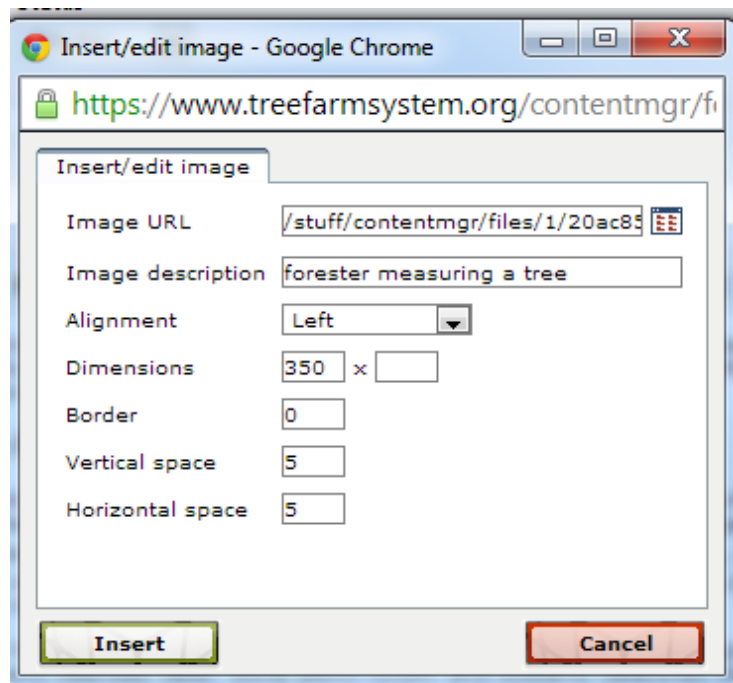 Insert/edit image - Google Chrome
https://www.treefarmsystem.org/contentmgr/f
Insert/edit image
Image URL /stuff/contentmgr/files/1/20ac85
Image description forester measuring a tree
Alignment Left
Dimensions 350 x
Border 0
Vertical space 5
Horizontal space 5
Insert Cancel